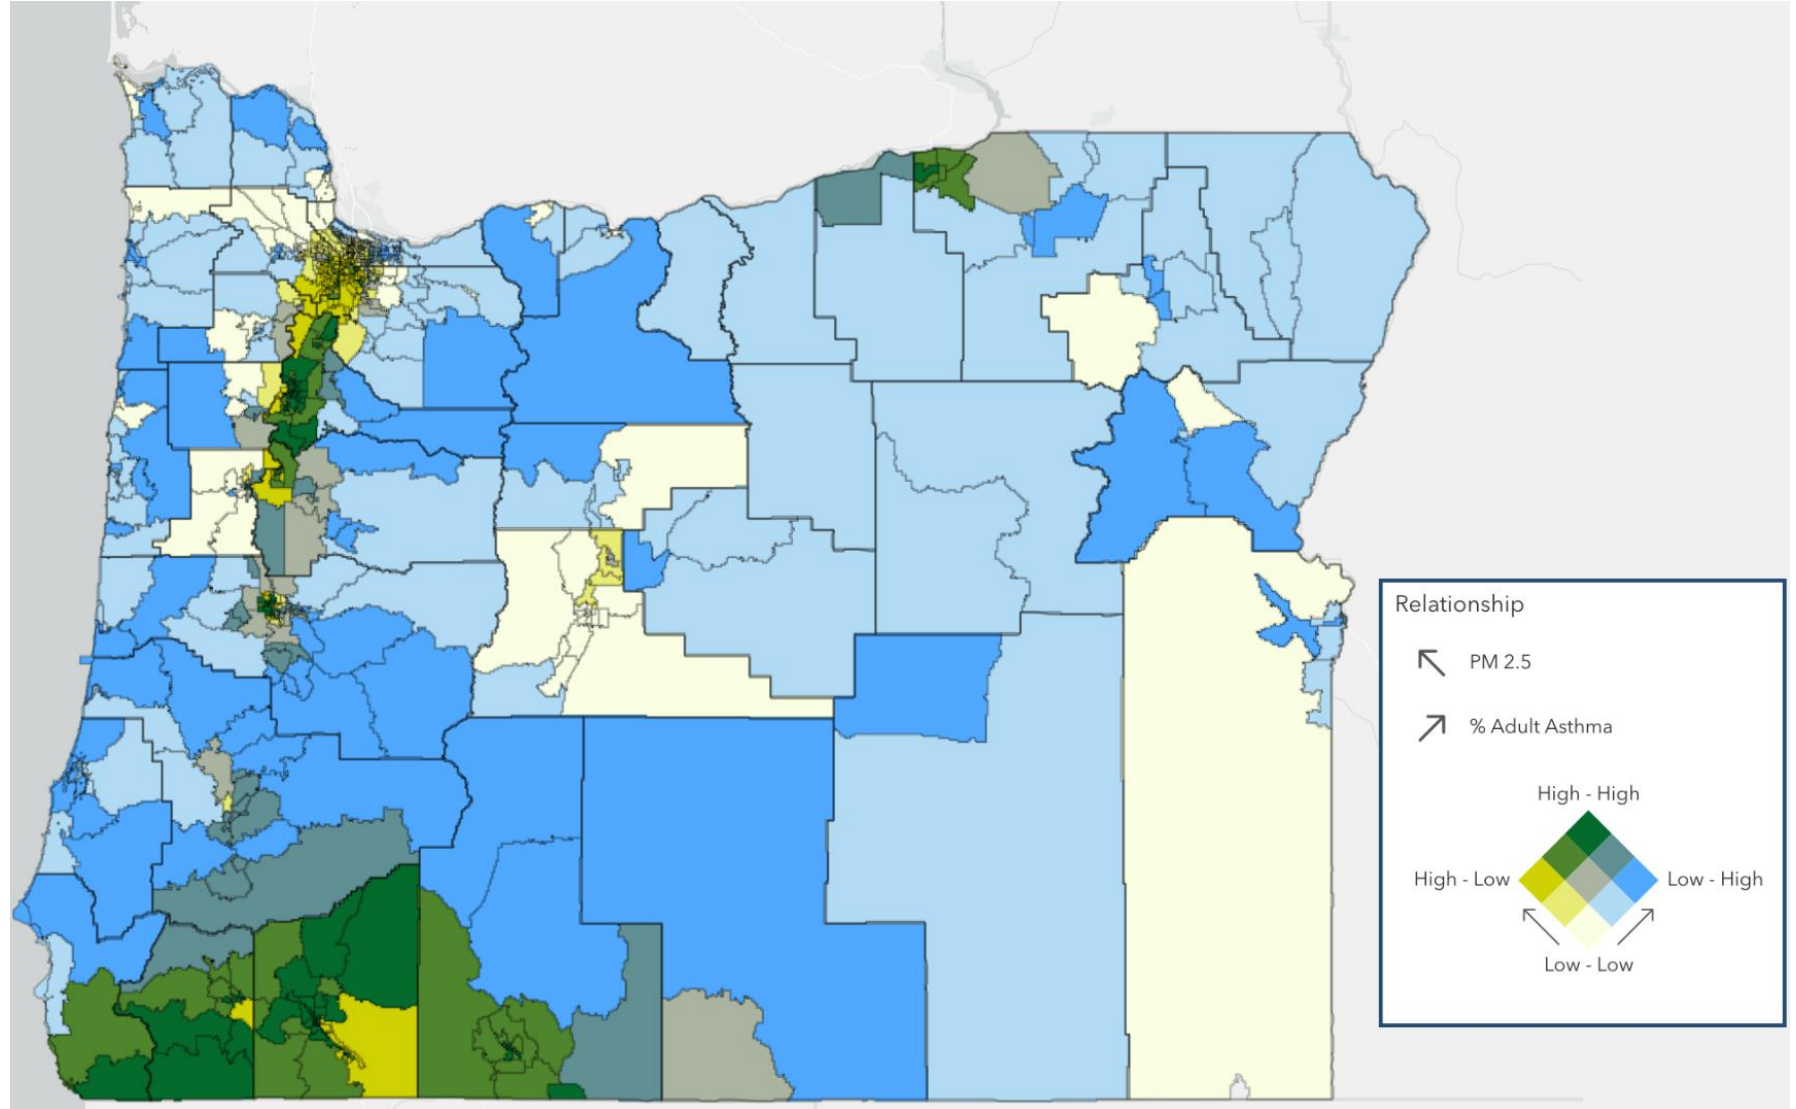 Relationship
PM 2.5
% Adult Asthma
High - High
High - Low
Low - High
Low - Low